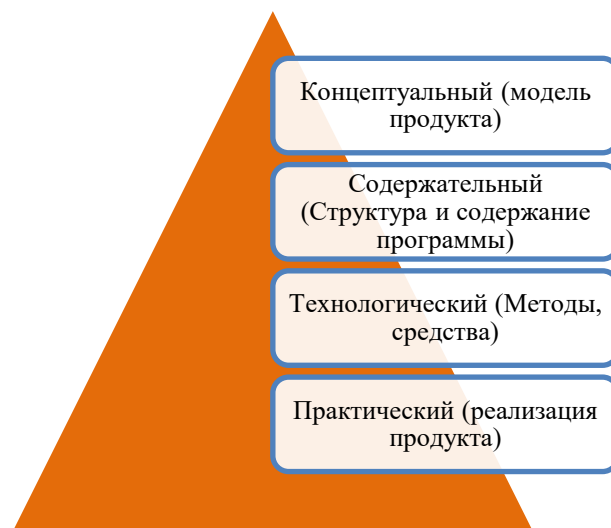 Концептуальный (модель
продукта)
Содержательный
(Структура и содержание
программы)
Технологический (Методы,
средства)
Практический (реализация
продукта)